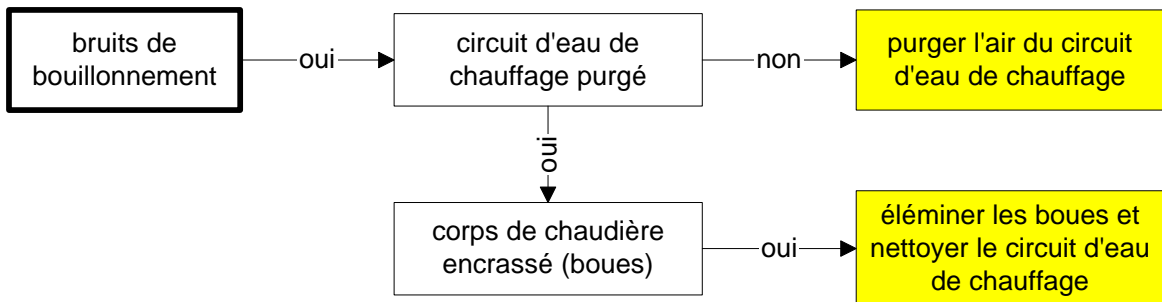 bruits de
bouillonnement
oui
circuit d'eau de
chauffage purgé
non
purger l'air du circuit
d'eau de chauffage
oui
corps de chaudière
encrassé (boues)
oui
éléminer les boues et
nettoyer le circuit d'eau
de chauffage